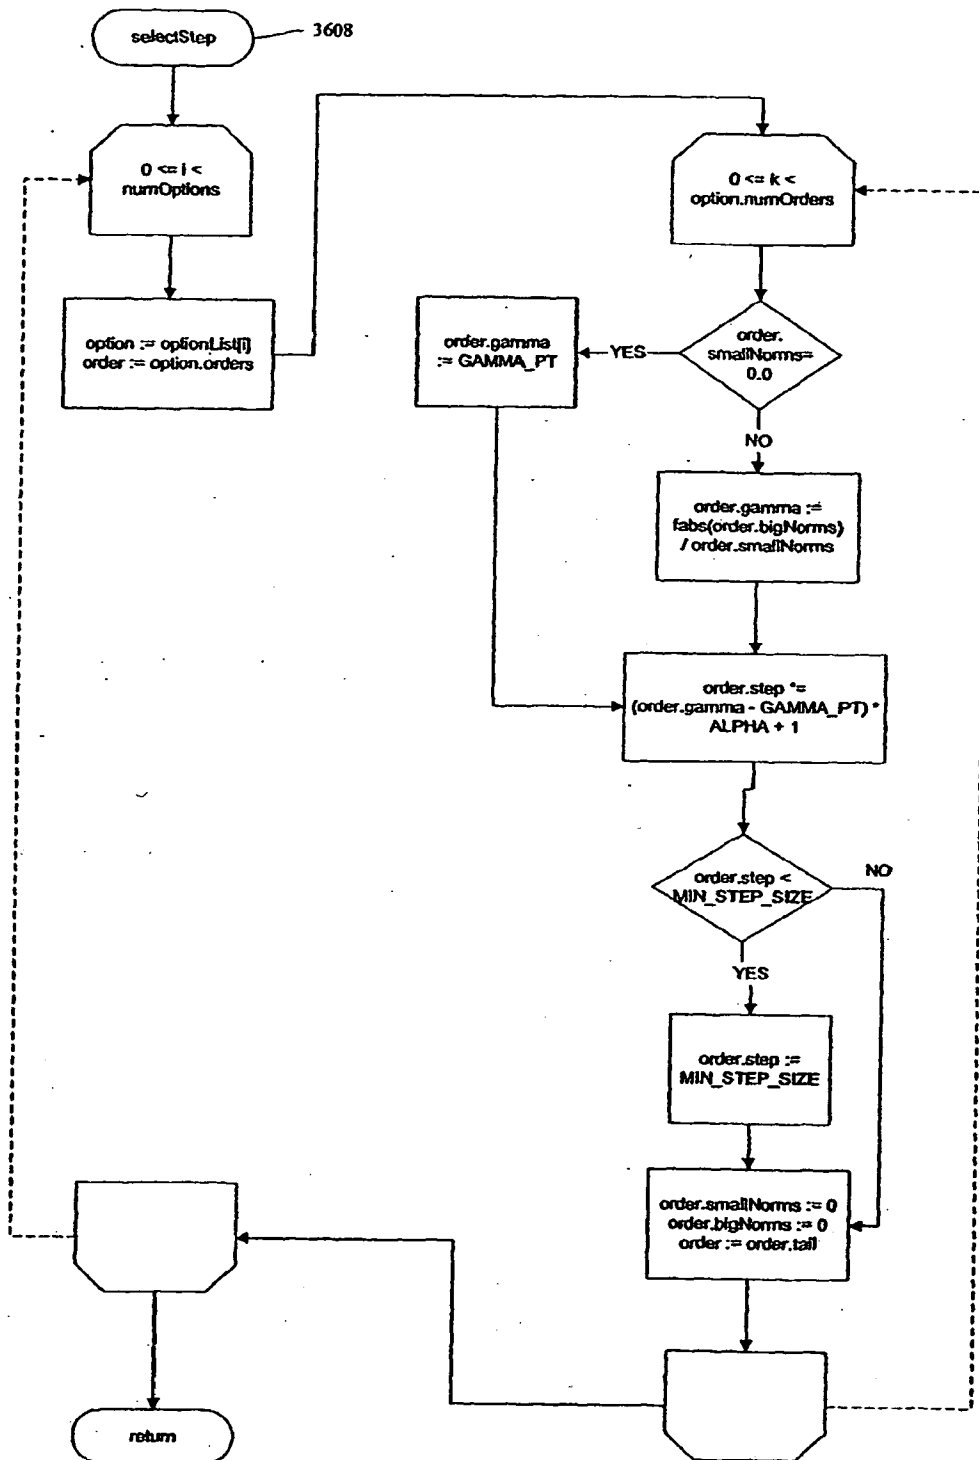 selectStep
3608
0 <= i <
numOptions
option := optionList[i]
order := option.orders
0 <= k <
option.numOrders
order.
smallNorms=
0.0
YES
order.gamma
:= GAMMA_PT
NO
order.gamma :=
fabs(order.bigNorms)
/ order.smallNorms
order.step *=
(order.gamma - GAMMA_PT) *
ALPHA + 1
order.step <
MIN_STEP_SIZE
NO
YES
order.step :=
MIN_STEP_SIZE
order.smallNorms := 0
order.bigNorms := 0
order := order.tail
return